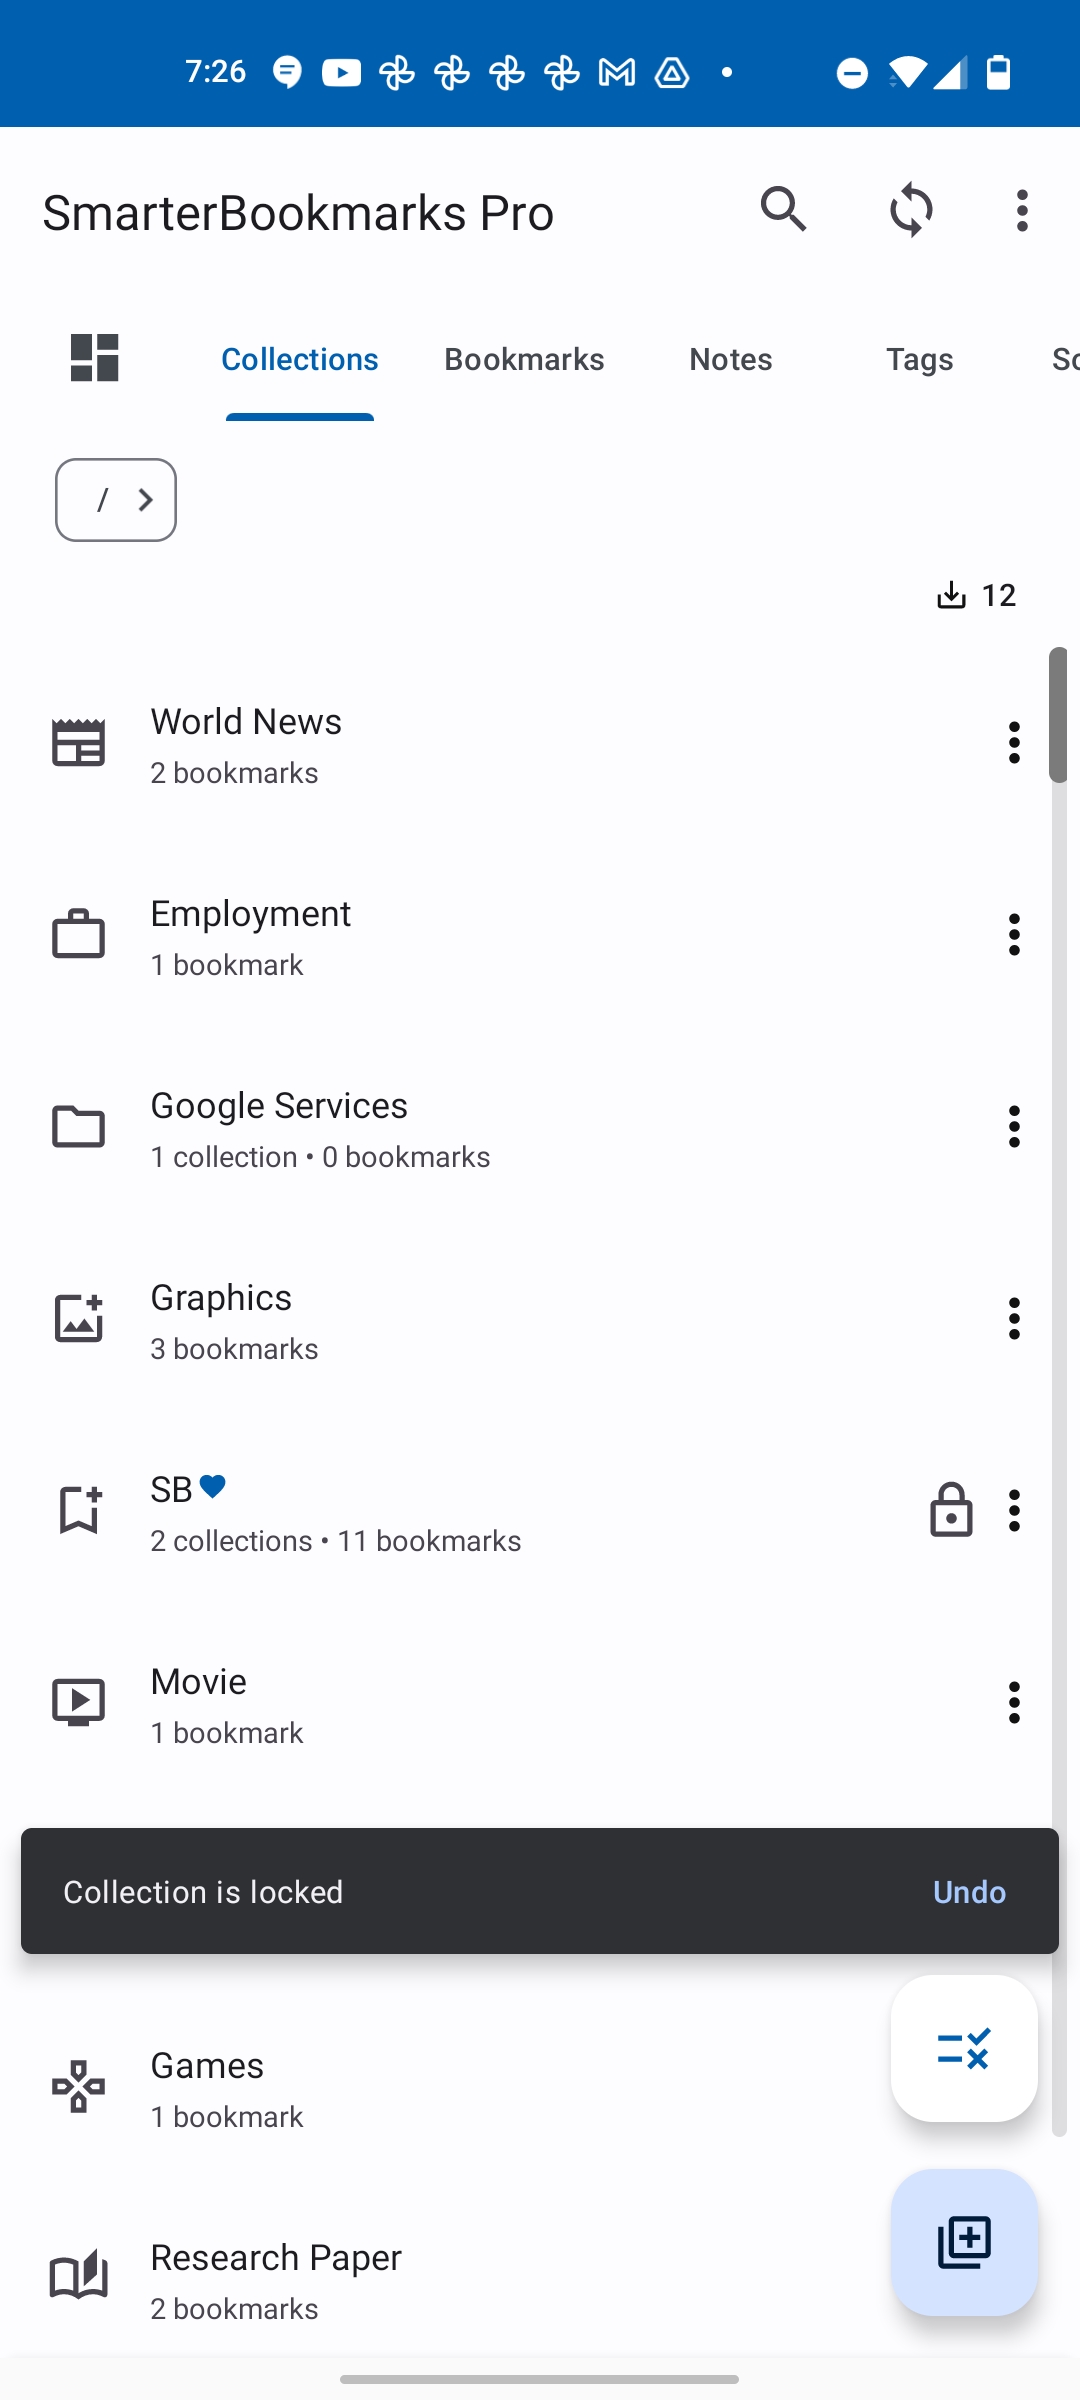 7:26
SmarterBookmarks Pro
Collections Bookmarks Notes Tags
/
12
World News
2 bookmarks
Employment
1 bookmark
Google Services
1 collection • 0 bookmarks
Graphics
3 bookmarks
SB💙
2 collections • 11 bookmarks
Movie
1 bookmark
Collection is locked Undo
Games
1 bookmark
Research Paper
2 bookmarks